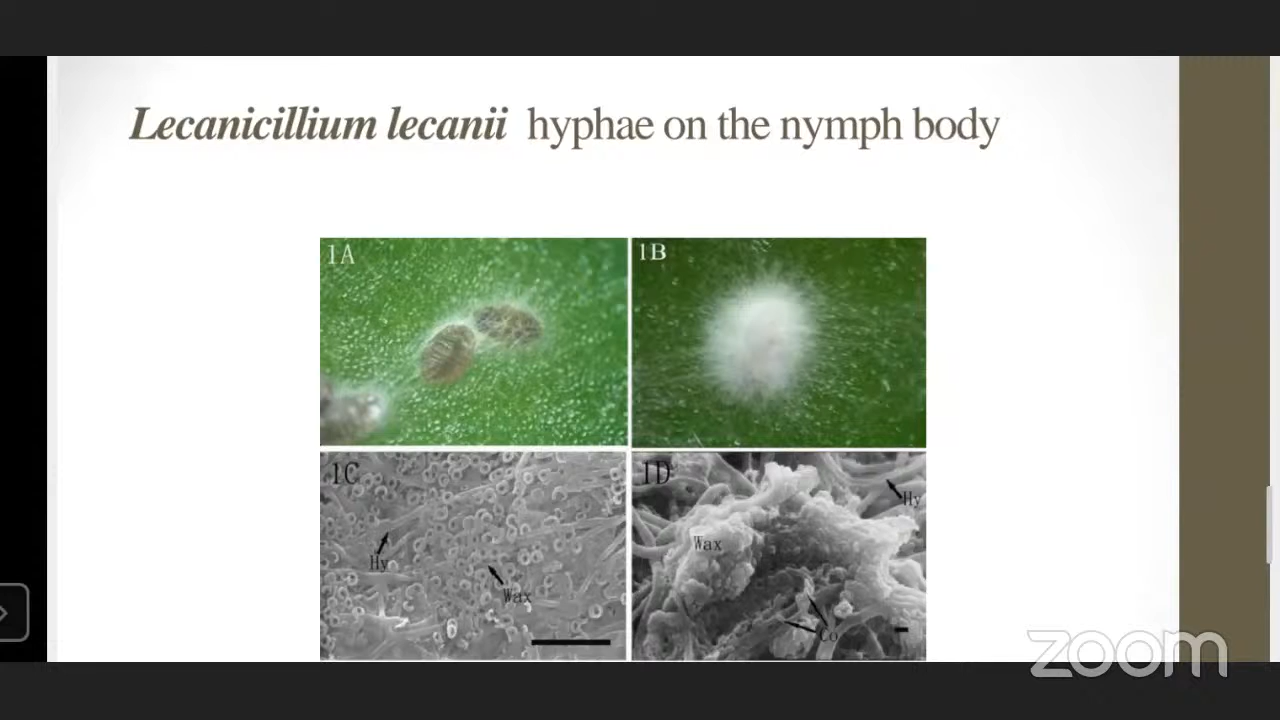 Lecanicillium lecanii hyphae on the nymph body
1A
1B
1C
Hy
Wax
1D
Hy
Wax
Co
zoom